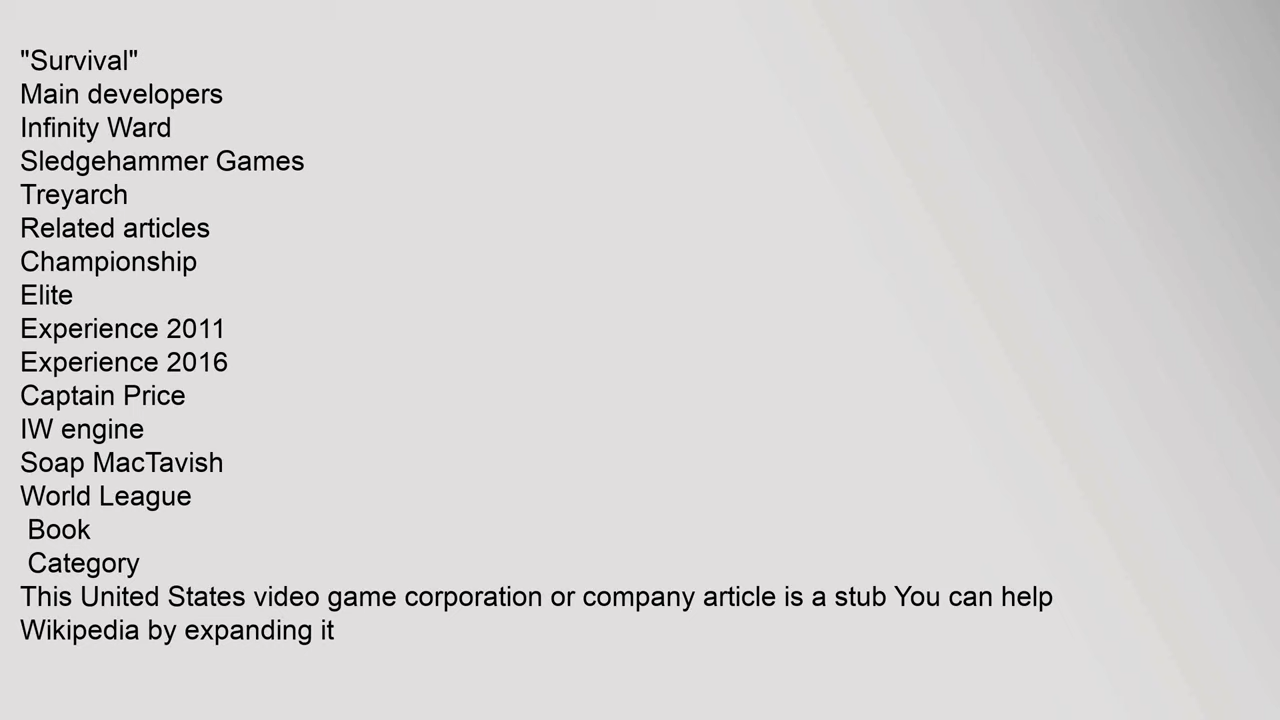 "Survival"
Main developers
Infinity Ward
Sledgehammer Games
Treyarch
Related articles
Championship
Elite
Experience 2011
Experience 2016
Captain Price
IW engine
Soap MacTavish
World League
Book
Category
This United States video game corporation or company article is a stub You can help
Wikipedia by expanding it